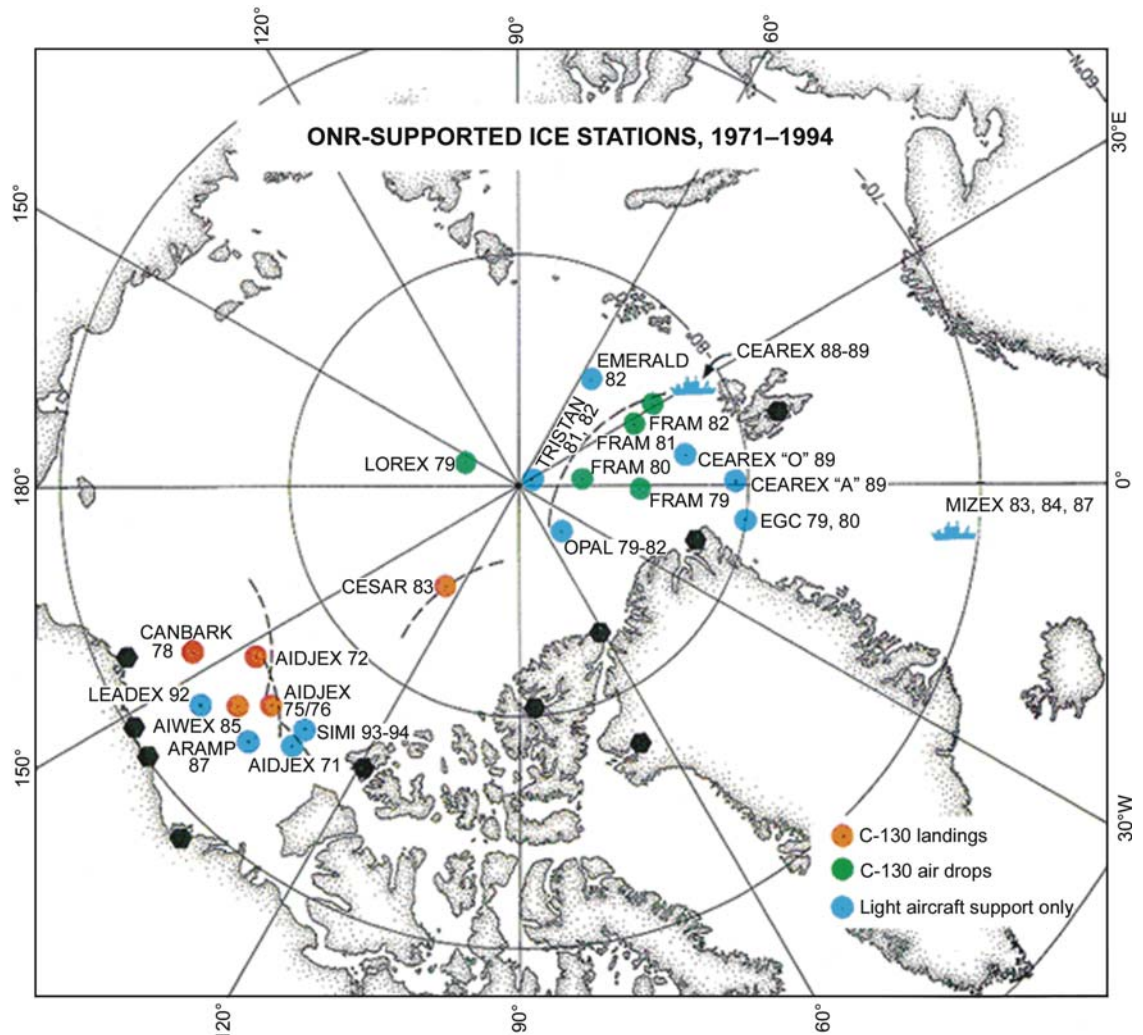 120°
90°
60°
60°N
ONR-SUPPORTED ICE STATIONS, 1971–1994
30°E
150°
70°
80°
CEAREX 88-89
EMERALD
82
TRISTAN
81, 82
FRAM 82
FRAM 81
LOREX 79
FRAM 80
CEAREX "O" 89
180°
0°
FRAM 79
CEAREX "A" 89
MIZEX 83, 84, 87
EGC 79, 80
OPAL 79-82
CESAR 83
CANBARK
78
AIDJEX 72
LEADEX 92
AIDJEX
75/76
AIWEX 85
SIMI 93-94
ARAMP
87
AIDJEX 71
150°
30°W
C-130 landings
C-130 air drops
Light aircraft support only
120°
90°
60°